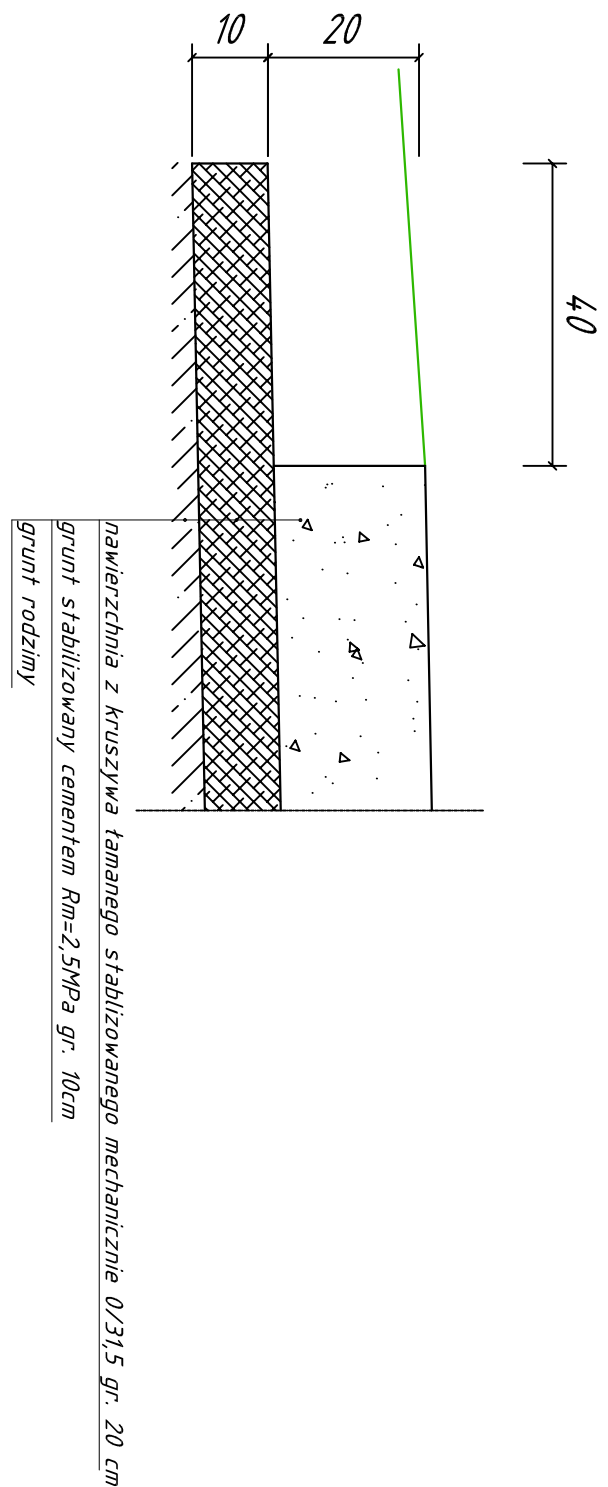 10
20
40
nawierzchnia z kruszywa łamanego stablizowanego mechanicznie 0/31,5 gr. 20 cm
grunt stabilizowany cementem Rm=2,5MPa gr. 10cm
grunt rodzimy